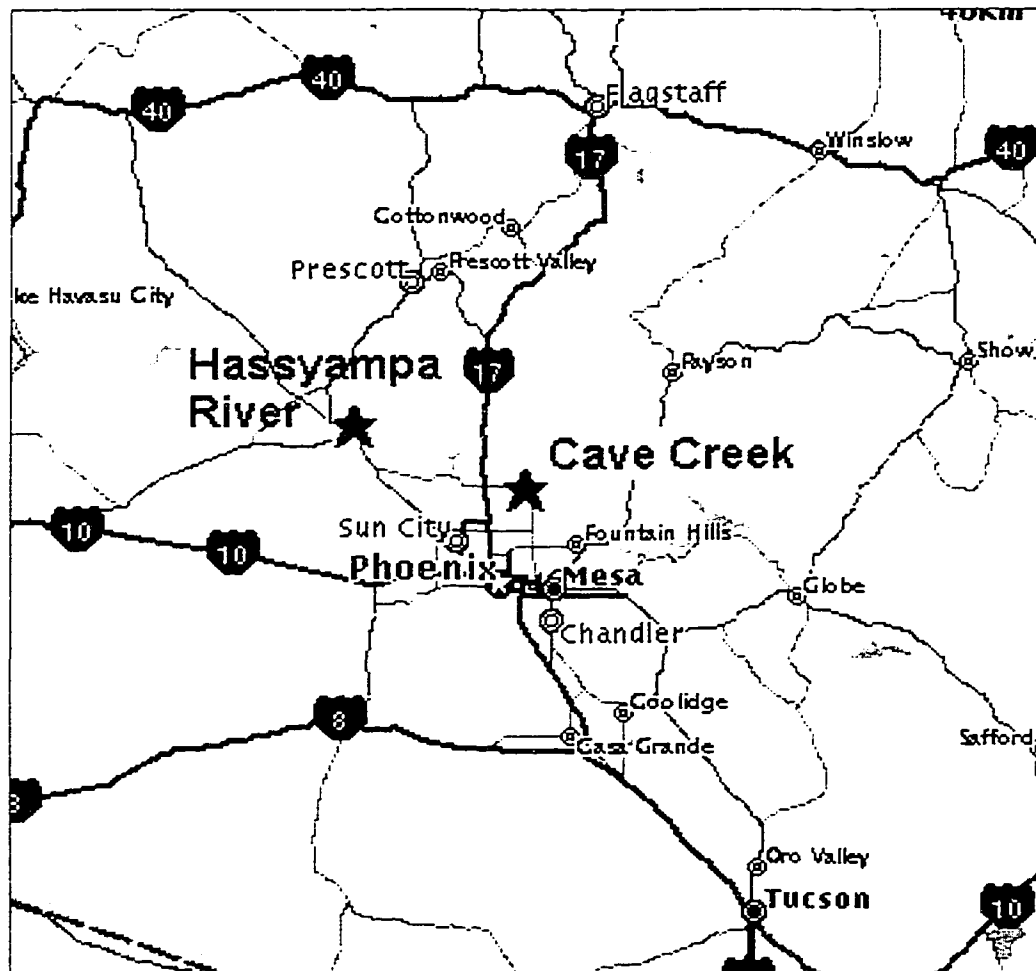 40km
40
40
Flagstaff
17
Winslow
40
Cottonwood
Prescott
Prescott Valley
ke Havasu City
Hassyampa
River
17
Payson
Show
Cave Creek
10
10
Sun City
Fountain Hills
Phoenix
Mesa
Globe
Chandler
8
Coolidge
Casa Grande
Safford
8
Oro Valley
Tucson
10